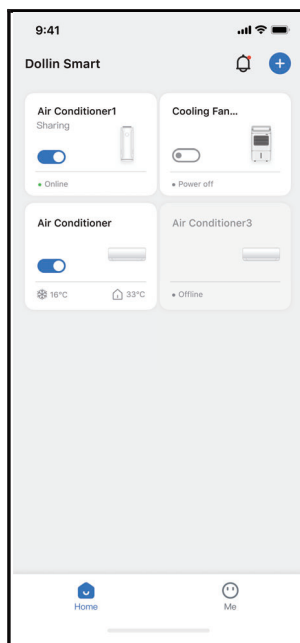 9:41
Dollin Smart
Air Conditioner1
Sharing
• Online
Cooling Fan...
• Power off
Air Conditioner
16°C
33°C
Air Conditioner3
• Offline
Home
Me